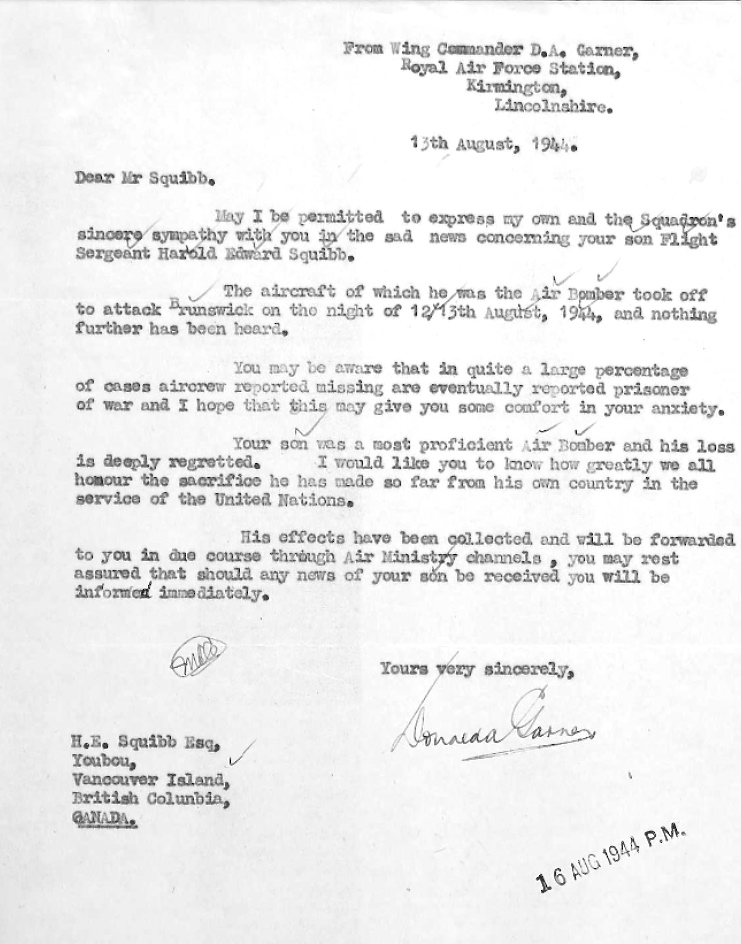 From Wing Commander D.A. Garner,
Royal Air Force Station,
Kirmington,
Lincolnshire.
13th August, 1944.
Dear Mr Squibb.
May I be permitted to express my own and the Squadron's
sincere sympathy with you in the sad news concerning your son Flight
Sergeant Harold Edward Squibb.
The aircraft of which he was the Air Bomber took off
to attack Brunswick on the night of 12/13th August, 1944, and nothing
further has been heard.
You may be aware that in quite a large percentage
of cases aircrew reported missing are eventually reported prisoner
of war and I hope that this may give you some comfort in your anxiety.
Your son was a most proficient Air Bomber and his loss
is deeply regretted. I would like you to know how greatly we all
honour the sacrifice he has made so far from his own country in the
service of the United Nations.
His effects have been collected and will be forwarded
to you in due course through Air Ministry channels , you may rest
assured that should any news of your son be received you will be
informed immediately.
Yours very sincerely,
Donalda Garner
H.E. Squibb Esq,
Youbou,
Vancouver Island,
British Colunbia,
CANADA.
16 AUG 1944 P.M.